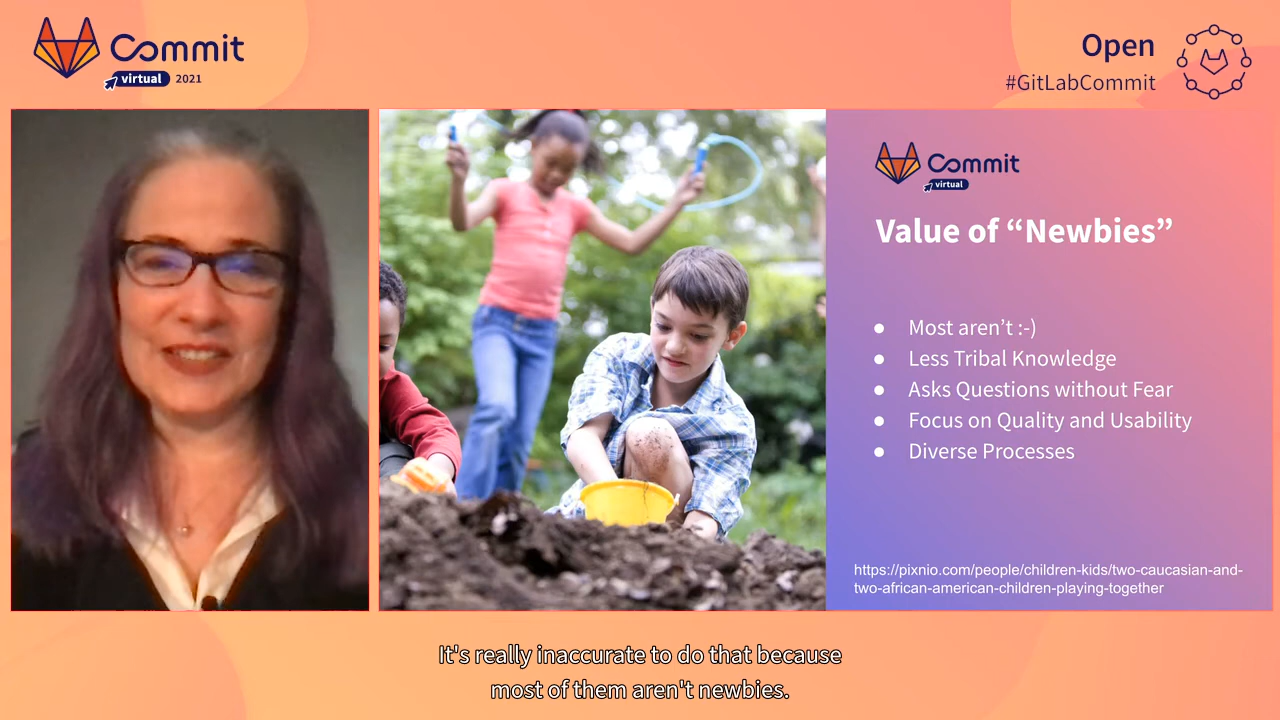 Commit
virtual 2021
Open
#GitLabCommit
Commit
virtual
Value of “Newbies”
● Most aren’t :-)
● Less Tribal Knowledge
● Asks Questions without Fear
● Focus on Quality and Usability
● Diverse Processes
https://pixnio.com/people/children-kids/two-caucasian-and-
two-african-american-children-playing-together
It's really inaccurate to do that because
most of them aren't newbies.